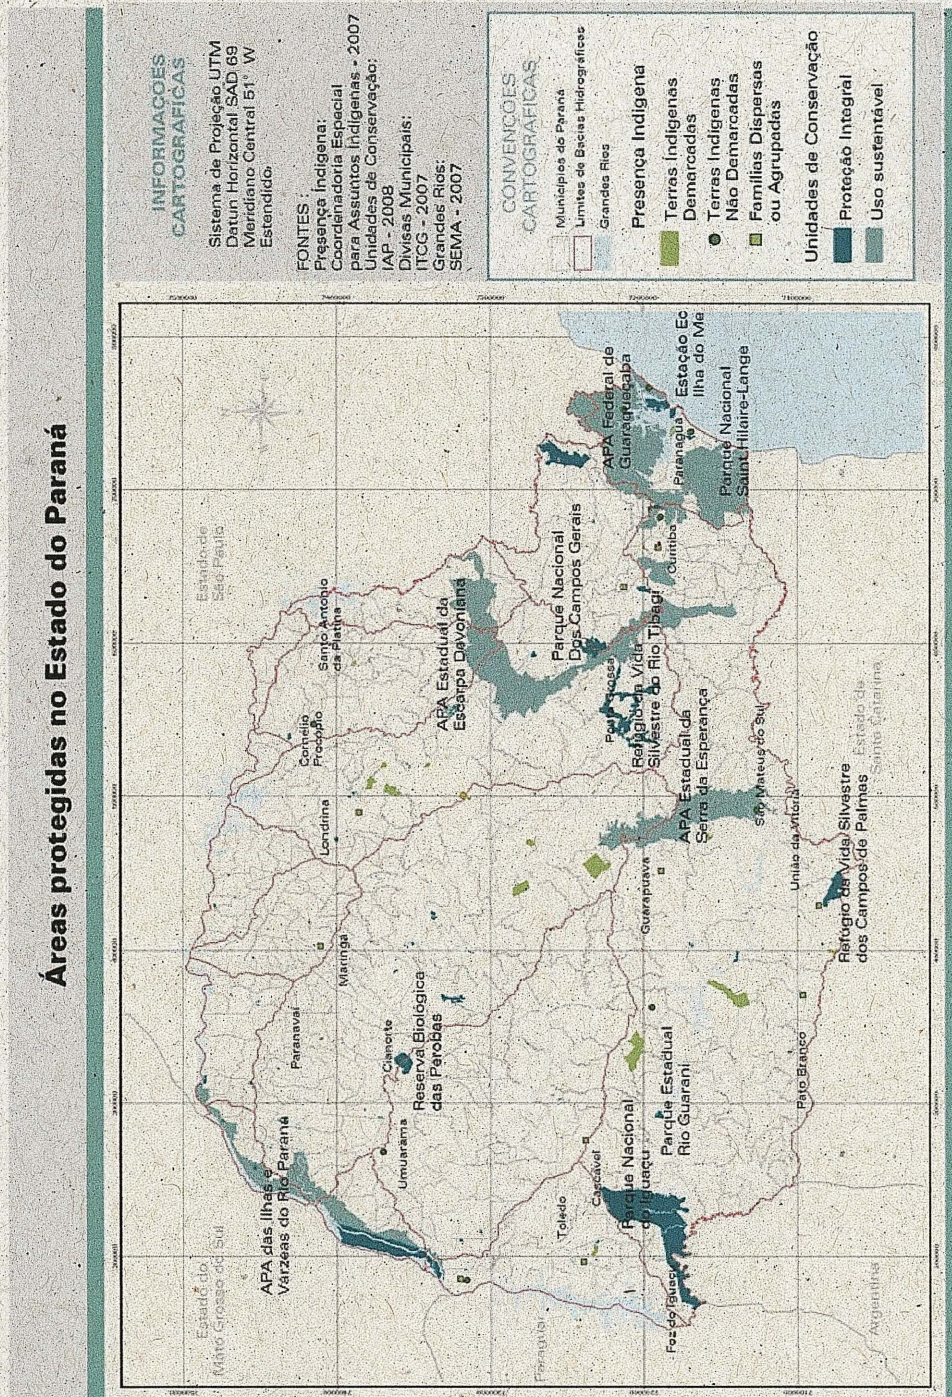 Áreas protegidas no Estado do Paraná
INFORMAÇÕES
CARTOGRÁFICAS
Sistema de Projeção UTM
Datun Horizontal SAD 69
Meridiano Central 51° W
Estendido.
FONTES:
Presença Indígena:
Coordenadoria Especial
para Assuntos Indígenas - 2007
Unidades de Conservação:
IAP - 2008
Divisas Municipais:
ITCG - 2007
Grandes Rios:
SEMA - 2007
CONVENÇÕES
CARTOGRÁFICAS
Municípios do Paraná
Limites de Bacias Hidrográficas
Grandes Rios
Presença Indígena
Terras Indígenas
Demarcadas
Terras Indígenas
Não Demarcadas
Famílias Dispersas
ou Agrupadas
Unidades de Conservação
Proteção Integral
Uso sustentável
Estado do
Mato Grosso do Sul
Estado de
São Paulo
APA das Ilhas e
Várzeas do Rio Paraná
Paranavaí
Maringá
Londrina
Cornélio
Procópio
Santo Antonio
da Platina
Umuarama
Cianorte
Reserva Biológica
das Perobas
APA Estadual da
Escarpa Devoniana
Paraguai
Toledo
Cascavel
Parque Nacional
do Iguaçu
Foz do Iguaçu
Parque Estadual
Rio Guarani
Guarapuava
Parque Nacional
Dos Campos Gerais
Ponta Grossa
Refúgio da Vida
Silvestre do Rio Tibagi
APA Estadual da
Serra da Esperança
Curitiba
APA Federal de
Guaraqueçaba
Paranaguá
Estação Ec
Ilha do Me
Parque Nacional
Saint-Hilaire-Lange
São Mateus do Sul
União da Vitória
Pato Branco
Refúgio da Vida Silvestre
dos Campos de Palmas
Estado de
Santa Catarina
Argentina